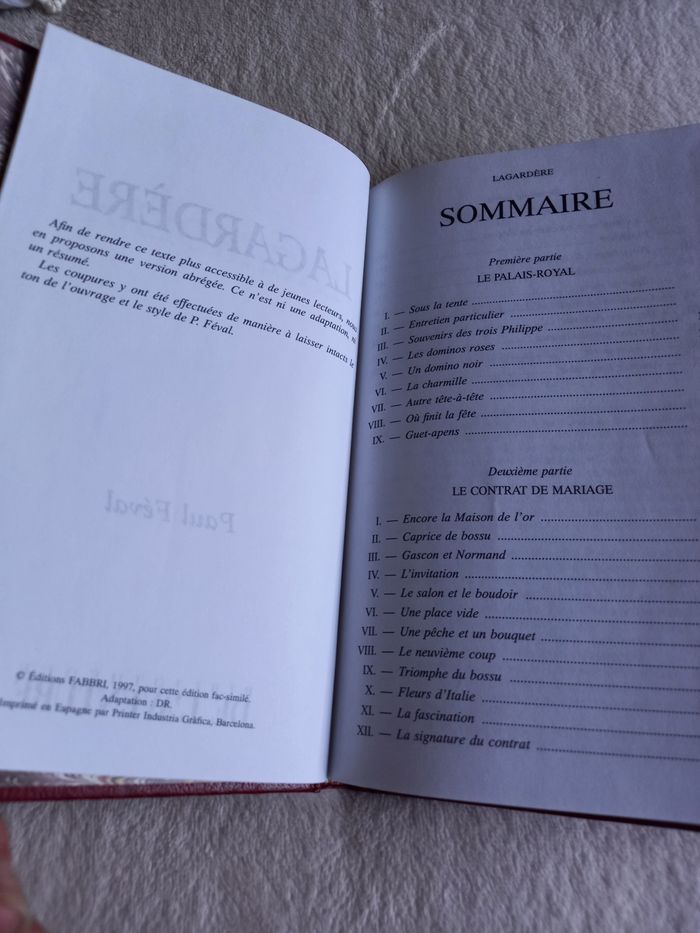 Afin de rendre ce texte plus accessible à de jeunes lecteurs, nous
en proposons une version abrégée. Ce n'est ni une adaptation, ni
un résumé.
Les coupures y ont été effectuées de manière à laisser intacts le
ton de l'ouvrage et le style de P. Féval.
LAGARDÈRE
Paul Féval
© Éditions FABBRI, 1997, pour cette édition fac-similé.
Adaptation : DR.
Imprimé en Espagne par Printer Industria Gráfica, Barcelona.
LAGARDÈRE
SOMMAIRE
Première partie
LE PALAIS-ROYAL
I. — Sous la tente
II. — Entretien particulier
III. — Souvenirs des trois Philippe
IV. — Les dominos roses
V. — Un domino noir
VI. — La charmille
VII. — Autre tête-à-tête
VIII. — Où finit la fête
IX. — Guet-apens
Deuxième partie
LE CONTRAT DE MARIAGE
I. — Encore la Maison de l'or
II. — Caprice de bossu
III. — Gascon et Normand
IV. — L'invitation
V. — Le salon et le boudoir
VI. — Une place vide
VII. — Une pêche et un bouquet
VIII. — Le neuvième coup
IX. — Triomphe du bossu
X. — Fleurs d'Italie
XI. — La fascination
XII. — La signature du contrat